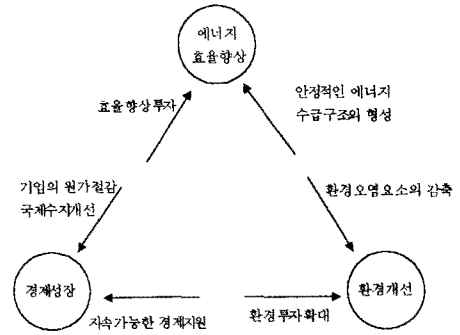 에너지
효율향상
효율향상투자
안정적인 에너지
수급구조의 형성
기업의 원가절감
국제수지개선
환경오염요소의 감축
경제성장
환경개선
지속가능한 경제지원
환경투자확대